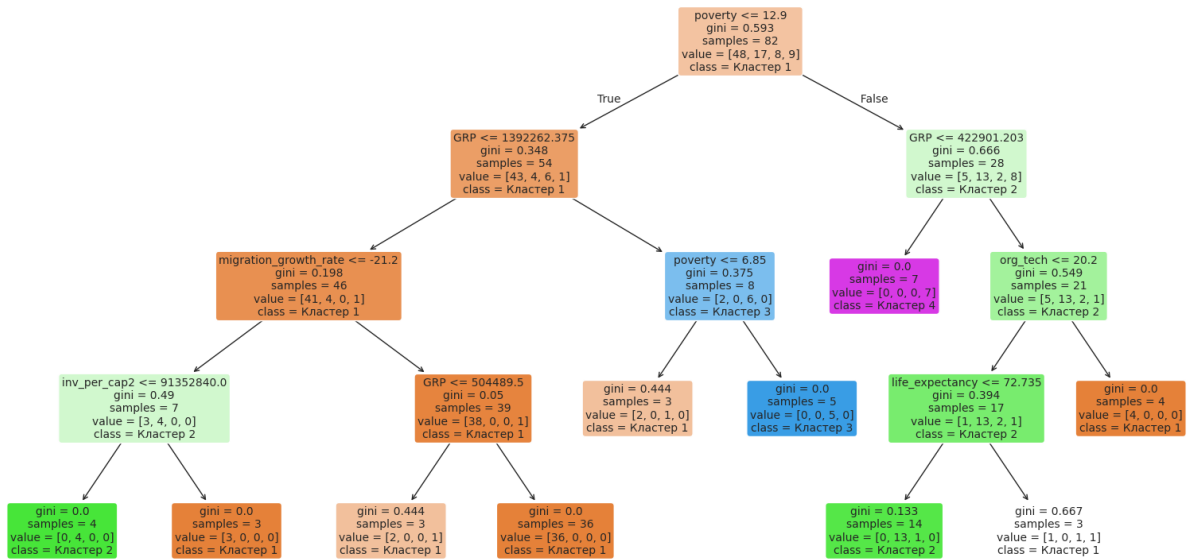 poverty <= 12.9
gini = 0.593
samples = 82
value = [48, 17, 8, 9]
class = Кластер 1
True
False
GRP <= 1392262.375
gini = 0.348
samples = 54
value = [43, 4, 6, 1]
class = Кластер 1
GRP <= 422901.203
gini = 0.666
samples = 28
value = [5, 13, 2, 8]
class = Кластер 2
migration_growth_rate <= -21.2
gini = 0.198
samples = 46
value = [41, 4, 0, 1]
class = Кластер 1
poverty <= 6.85
gini = 0.375
samples = 8
value = [2, 0, 6, 0]
class = Кластер 3
gini = 0.0
samples = 7
value = [0, 0, 0, 7]
class = Кластер 4
org_tech <= 20.2
gini = 0.549
samples = 21
value = [5, 13, 2, 1]
class = Кластер 2
inv_per_cap2 <= 91352840.0
gini = 0.49
samples = 7
value = [3, 4, 0, 0]
class = Кластер 2
GRP <= 504489.5
gini = 0.05
samples = 39
value = [38, 0, 0, 1]
class = Кластер 1
gini = 0.444
samples = 3
value = [2, 0, 1, 0]
class = Кластер 1
gini = 0.0
samples = 5
value = [0, 0, 5, 0]
class = Кластер 3
life_expectancy <= 72.735
gini = 0.394
samples = 17
value = [1, 13, 2, 1]
class = Кластер 2
gini = 0.0
samples = 4
value = [4, 0, 0, 0]
class = Кластер 1
gini = 0.0
samples = 4
value = [0, 4, 0, 0]
class = Кластер 2
gini = 0.0
samples = 3
value = [3, 0, 0, 0]
class = Кластер 1
gini = 0.444
samples = 3
value = [2, 0, 0, 1]
class = Кластер 1
gini = 0.0
samples = 36
value = [36, 0, 0, 0]
class = Кластер 1
gini = 0.133
samples = 14
value = [0, 13, 1, 0]
class = Кластер 2
gini = 0.667
samples = 3
value = [1, 0, 1, 1]
class = Кластер 1